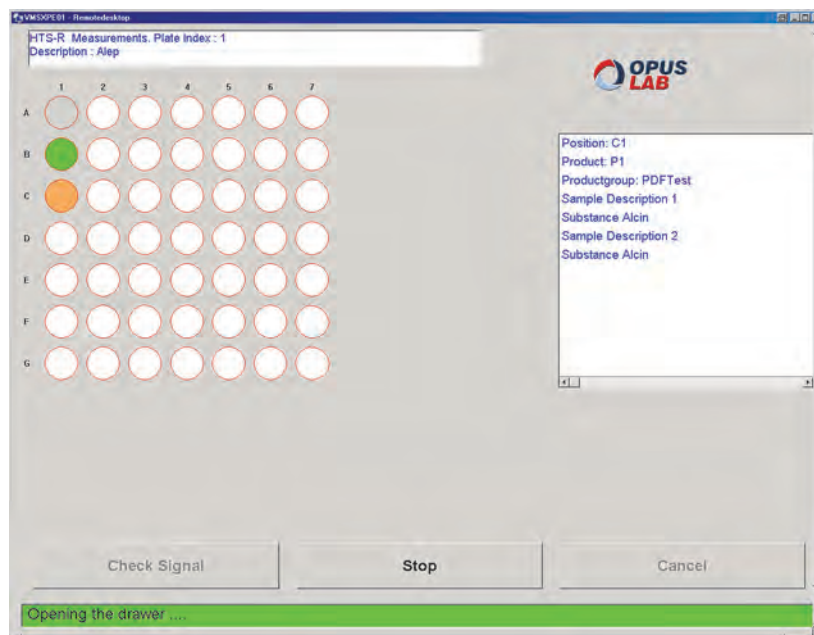 VMSXPE01 - Remotedesktop
HTS-R Measurements. Plate Index : 1
Description : Alep
OPUS
LAB
1 2 3 4 5 6 7
A
B
C
D
E
F
G
Position: C1
Product: P1
Productgroup: PDFTest
Sample Description 1
Substance Alcin
Sample Description 2
Substance Alcin
Check Signal Stop Cancel
Opening the drawer ....